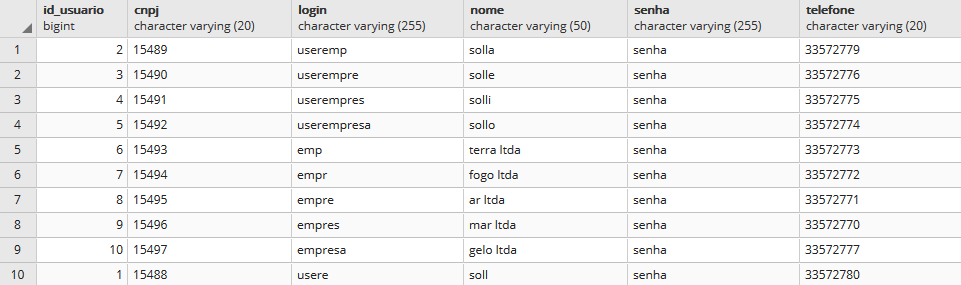 id_usuario cnpj login nome senha telefone
bigint character varying (20) character varying (255) character varying (50) character varying (255) character varying (20)
1 2 15489 useremp solla senha 33572779
2 3 15490 userempre solle senha 33572776
3 4 15491 userempres solli senha 33572775
4 5 15492 userempresa sollo senha 33572774
5 6 15493 emp terra ltda senha 33572773
6 7 15494 empr fogo ltda senha 33572772
7 8 15495 empre ar ltda senha 33572771
8 9 15496 empres mar ltda senha 33572770
9 10 15497 empresa gelo ltda senha 33572777
10 1 15488 usere soll senha 33572780